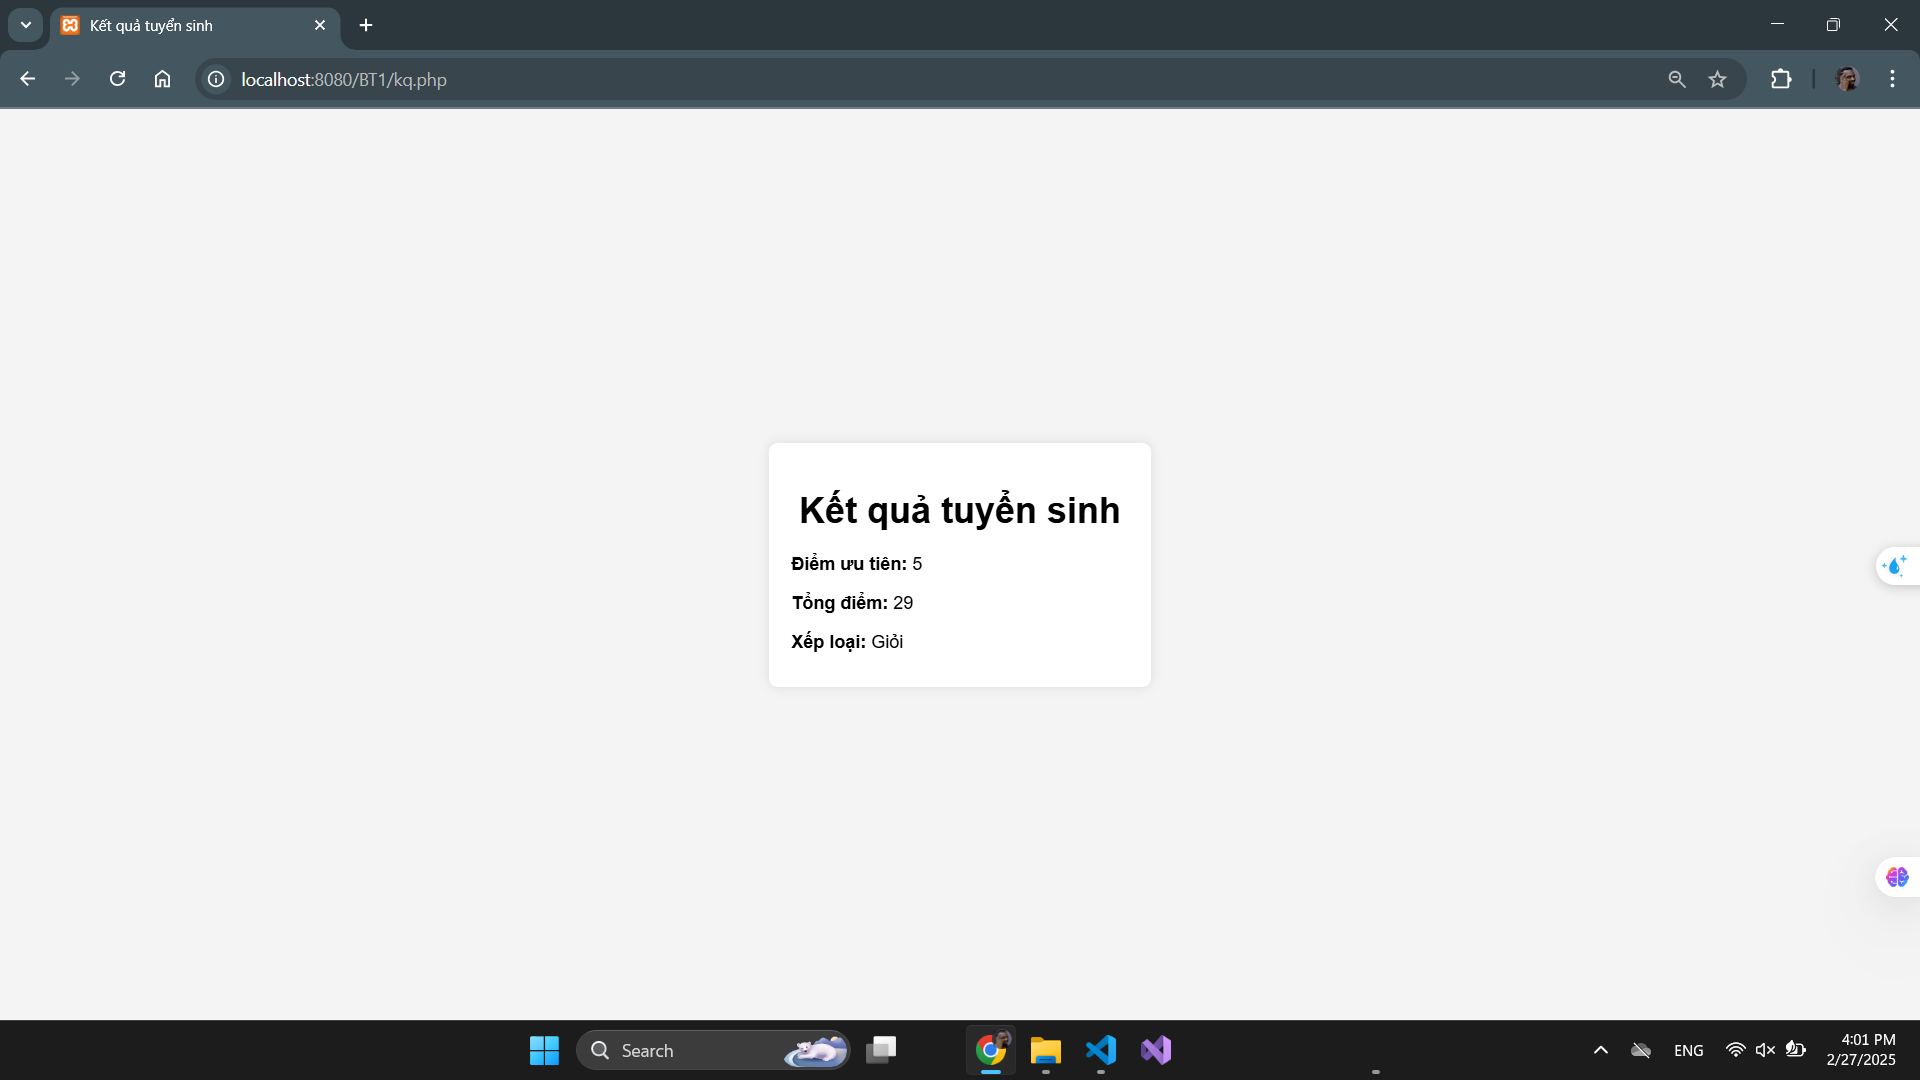 Kết quả tuyển sinh
localhost:8080/BT1/kq.php
Kết quả tuyển sinh
Điểm ưu tiên: 5
Tổng điểm: 29
Xếp loại: Giỏi
Search
ENG
4:01 PM
2/27/2025